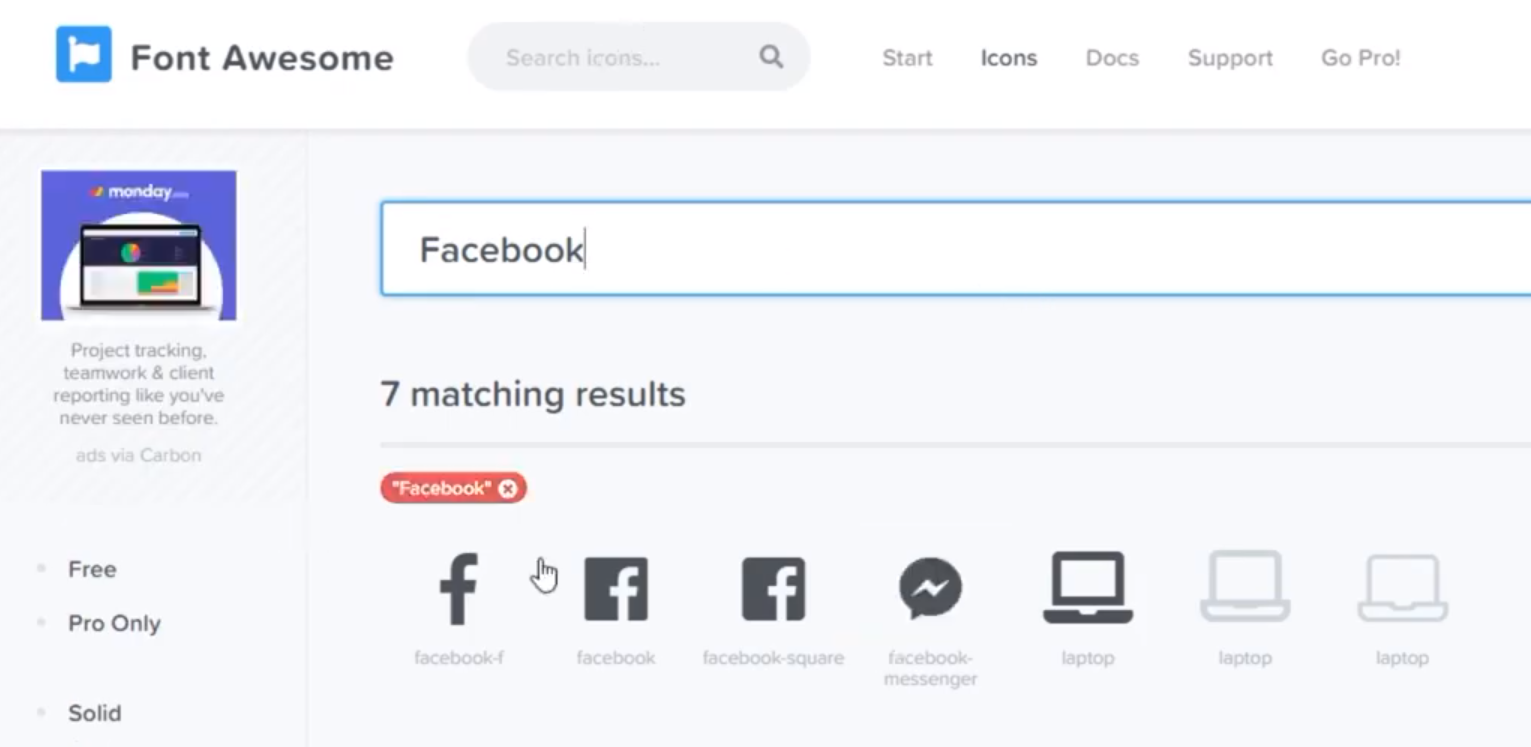 Font Awesome
Search icons...
Start
Icons
Docs
Support
Go Pro!
monday
Project tracking,
teamwork & client
reporting like you've
never seen before.
ads via Carbon
Free
Pro Only
Solid
Facebook
7 matching results
"Facebook"
facebook-f
facebook
facebook-square
facebook-
messenger
laptop
laptop
laptop